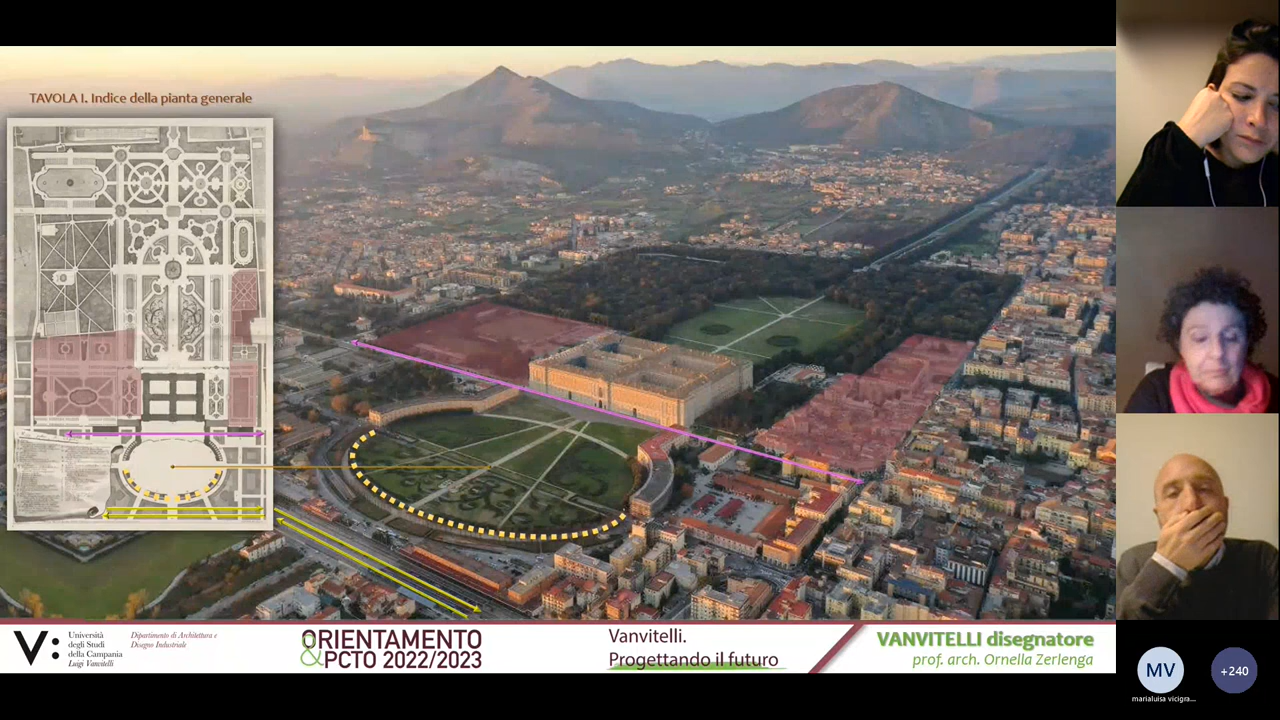 TAVOLA I. Indice della pianta generale
V:
Università
degli Studi
della Campania
Luigi Vanvitelli
Dipartimento di Architettura e
Disegno Industriale
ORIENTAMENTO
&PCTO 2022/2023
Vanvitelli.
Progettando il futuro
VANVITELLI disegnatore
prof. arch. Ornella Zerlenga
MV
marialuisa vicigra...
+240